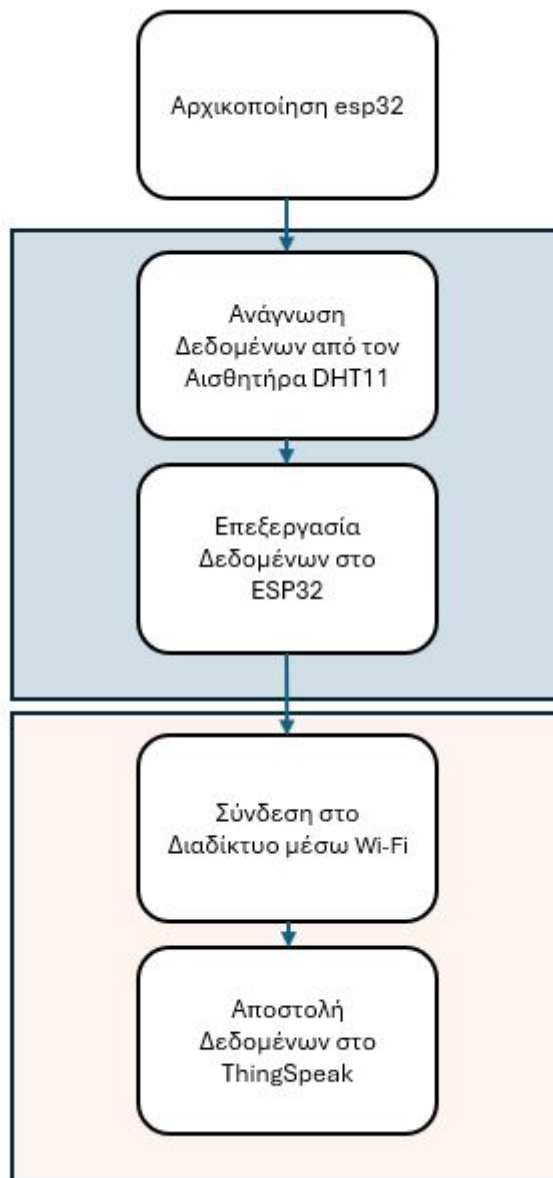 Αρχικοποίηση esp32
Ανάγνωση
Δεδομένων από τον
Αισθητήρα DHT11
Επεξεργασία
Δεδομένων στο
ESP32
Σύνδεση στο
Διαδίκτυο μέσω Wi-Fi
Αποστολή
Δεδομένων στο
ThingSpeak